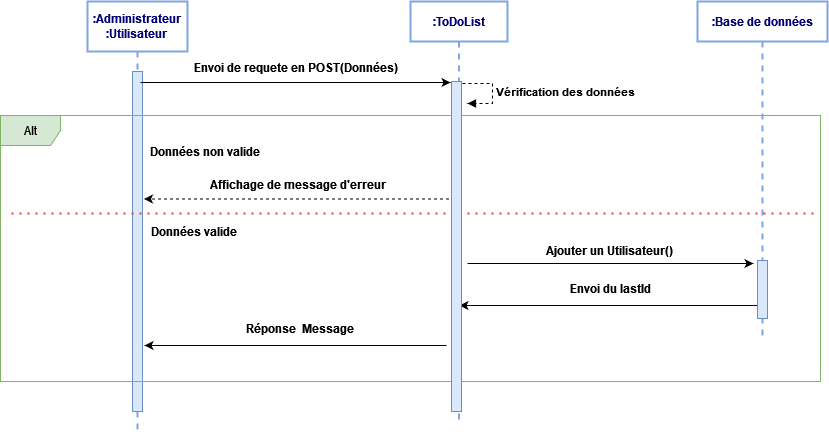 :Administrateur
:Utilisateur
:ToDoList
:Base de données
Envoi de requete en POST(Données)
Vérification des données
Alt
Données non valide
Affichage de message d'erreur
Données valide
Ajouter un Utilisateur()
Envoi du lastId
Réponse Message